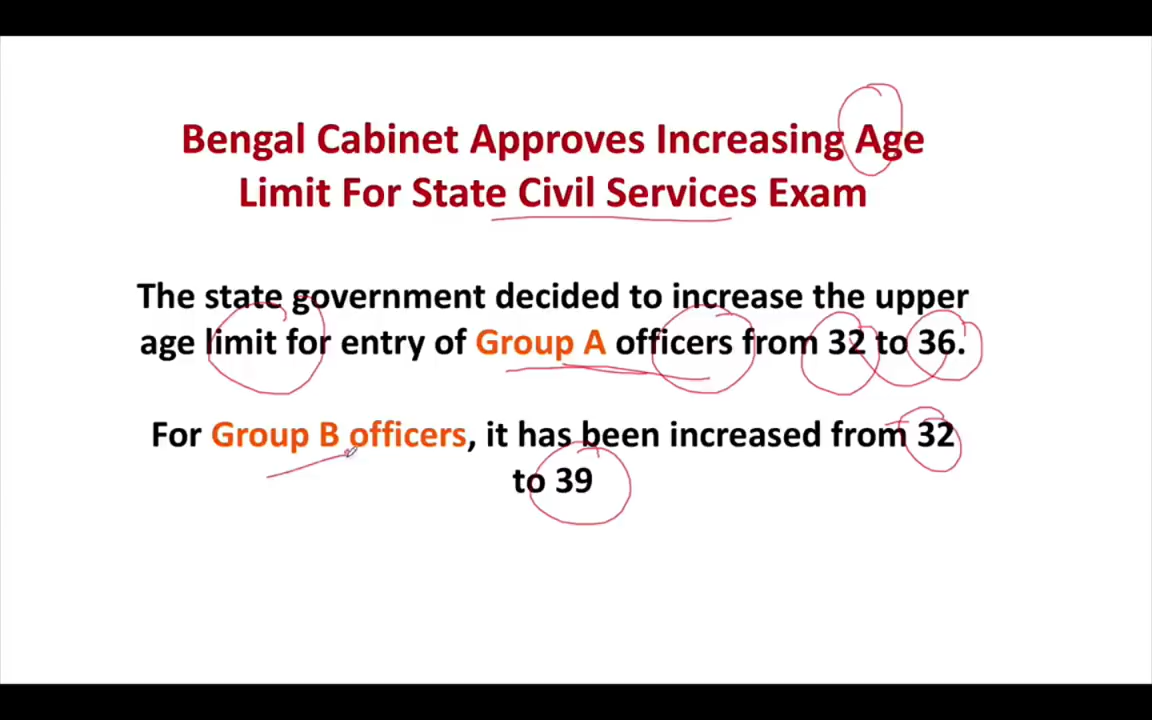 Bengal Cabinet Approves Increasing Age
Limit For State Civil Services Exam
The state government decided to increase the upper
age limit for entry of Group A officers from 32 to 36.
For Group B officers, it has been increased from 32
to 39